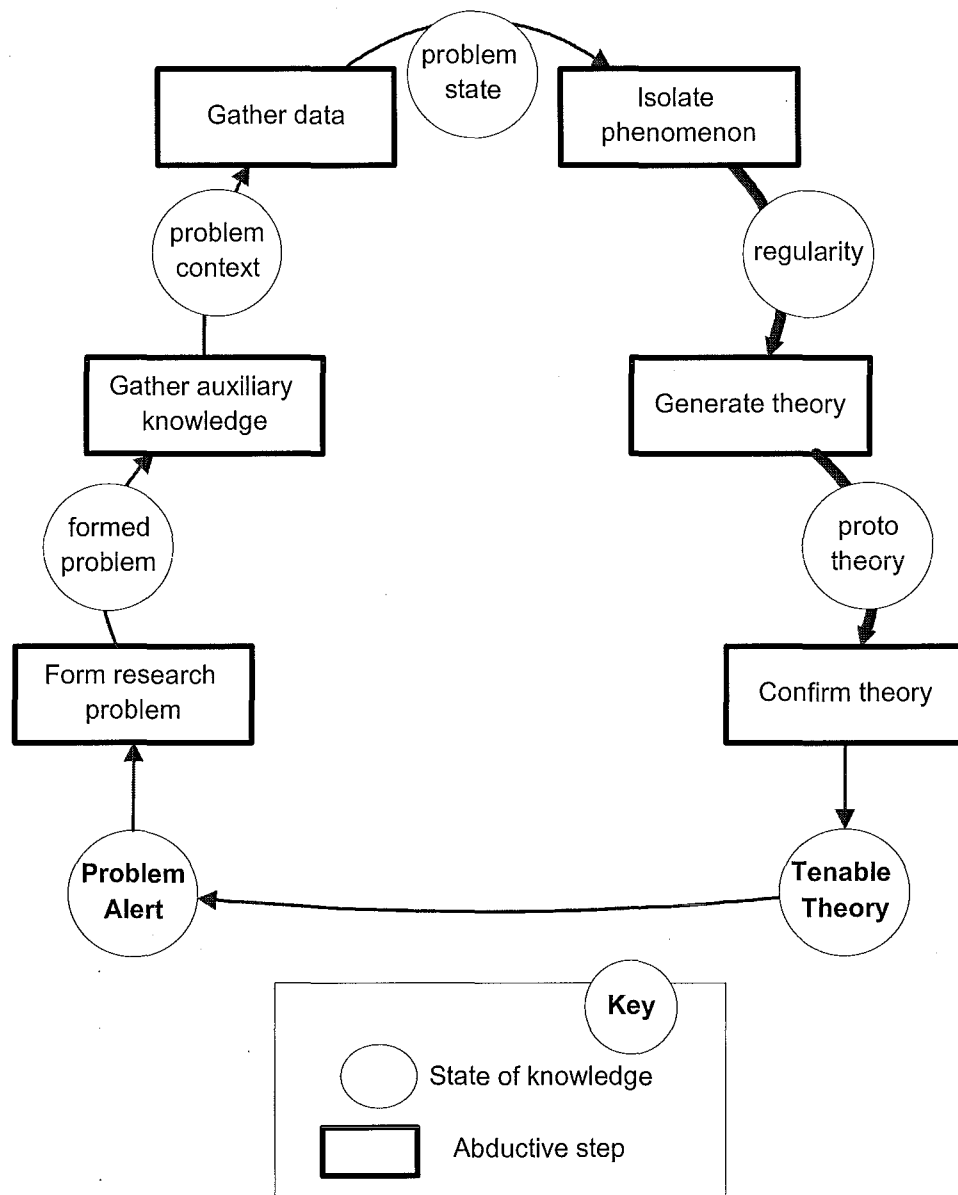 problem
state
Gather data
Isolate
phenomenon
problem
context
regularity
Gather auxiliary
knowledge
Generate theory
formed
problem
proto
theory
Form research
problem
Confirm theory
Problem
Alert
Tenable
Theory
Key
State of knowledge
Abductive step